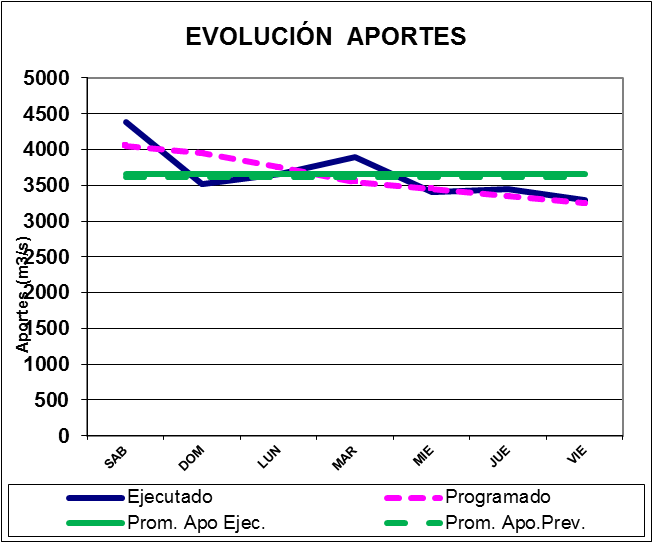 EVOLUCIÓN APORTES
5000
4500
4000
3500
3000
2500
2000
1500
1000
500
0
Aportes (m3/s)
SAB DOM LUN MAR MIE JUE VIE
Ejecutado Programado
Prom. Apo Ejec. Prom. Apo.Prev.